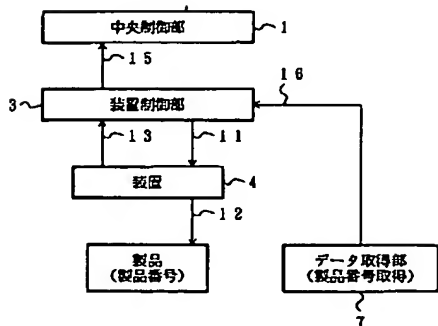 中央制御部
1
15
16
3
装置制御部
13
11
装置
4
12
製品
(製品番号)
データ取得部
(製品番号取得)
7